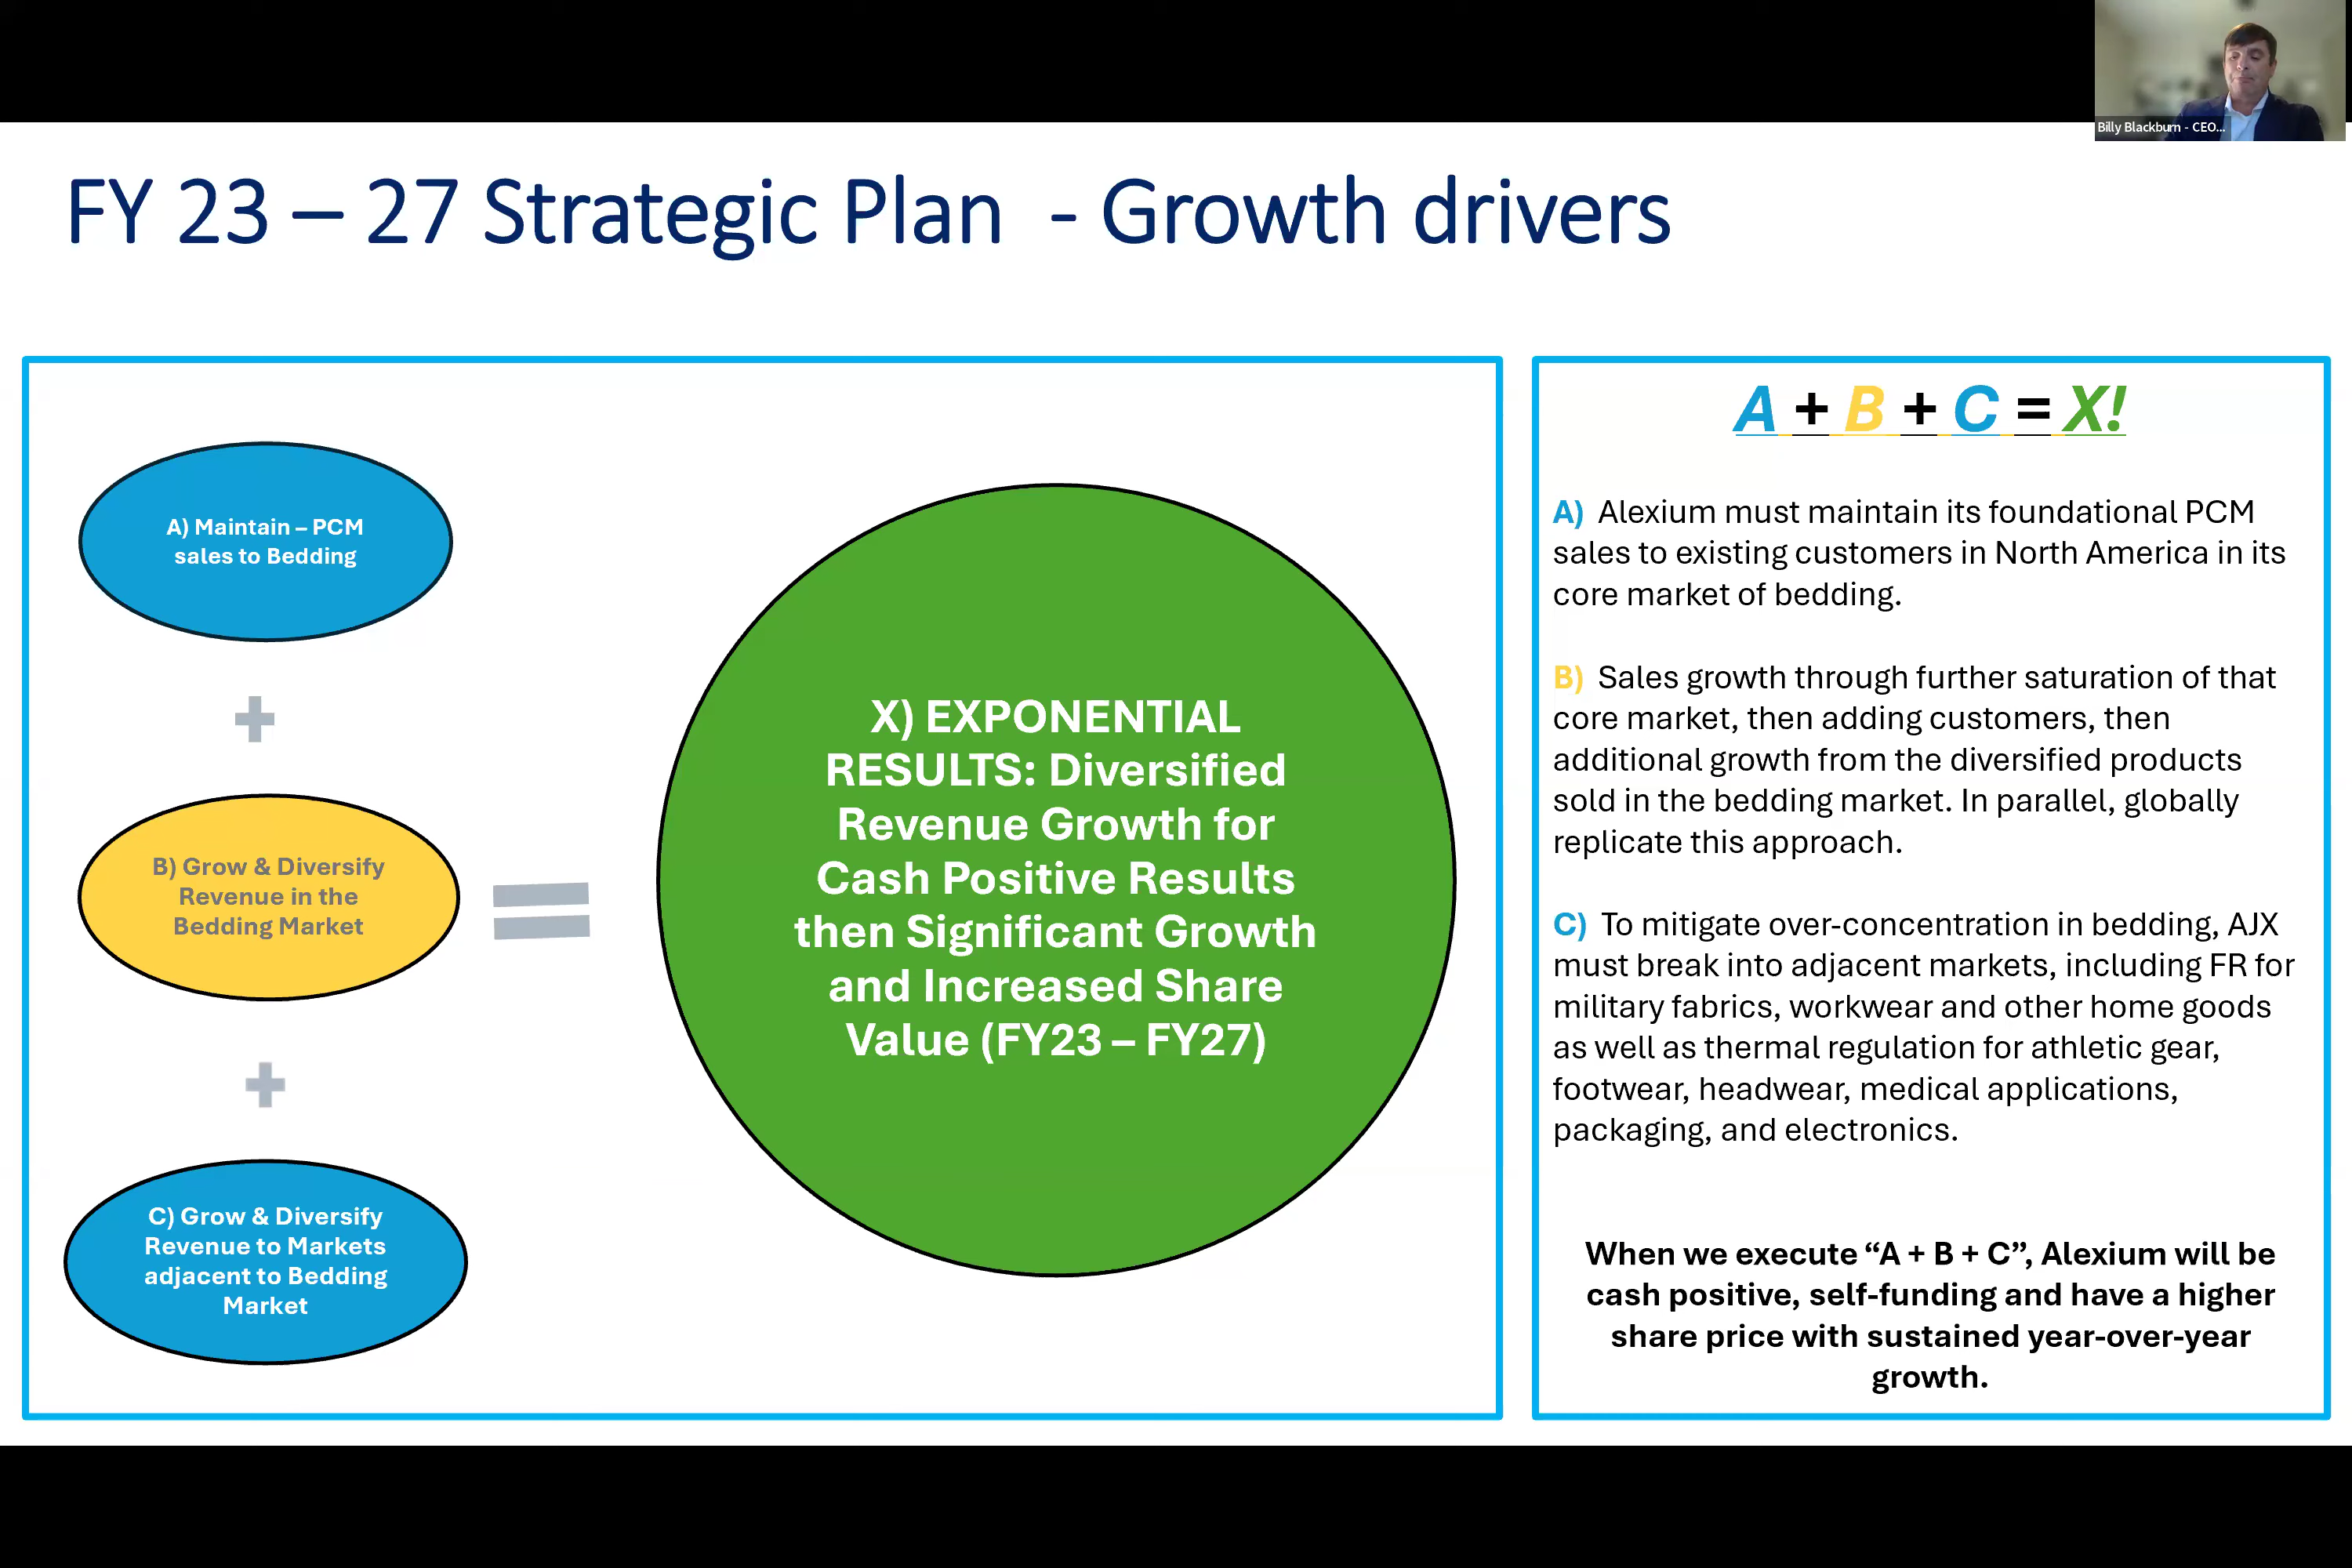 Billy Blackburn - CEO...
FY 23 – 27 Strategic Plan - Growth drivers
A) Maintain – PCM
sales to Bedding
+
B) Grow & Diversify
Revenue in the
Bedding Market
+
C) Grow & Diversify
Revenue to Markets
adjacent to Bedding
Market
=
X) EXPONENTIAL
RESULTS: Diversified
Revenue Growth for
Cash Positive Results
then Significant Growth
and Increased Share
Value (FY23 – FY27)
A + B + C = X!
A) Alexium must maintain its foundational PCM
sales to existing customers in North America in its
core market of bedding.
B) Sales growth through further saturation of that
core market, then adding customers, then
additional growth from the diversified products
sold in the bedding market. In parallel, globally
replicate this approach.
C) To mitigate over-concentration in bedding, AJX
must break into adjacent markets, including FR for
military fabrics, workwear and other home goods
as well as thermal regulation for athletic gear,
footwear, headwear, medical applications,
packaging, and electronics.
When we execute “A + B + C”, Alexium will be
cash positive, self-funding and have a higher
share price with sustained year-over-year
growth.